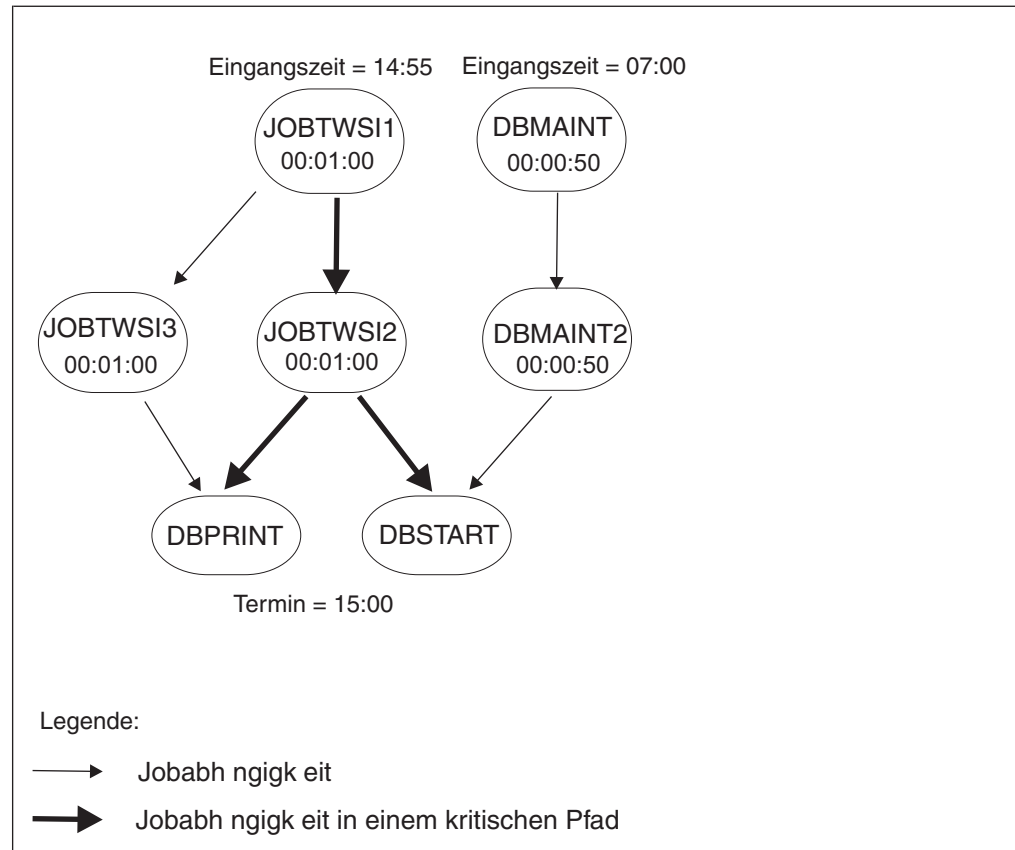 Eingangszeit = 14:55
Eingangszeit = 07:00
JOBTWSI1
00:01:00
DBMAINT
00:00:50
JOBTWSI3
00:01:00
JOBTWSI2
00:01:00
DBMAINT2
00:00:50
DBPRINT
DBSTART
Termin = 15:00
Legende:
Jobabh ngigk eit
Jobabh ngigk eit in einem kritischen Pfad